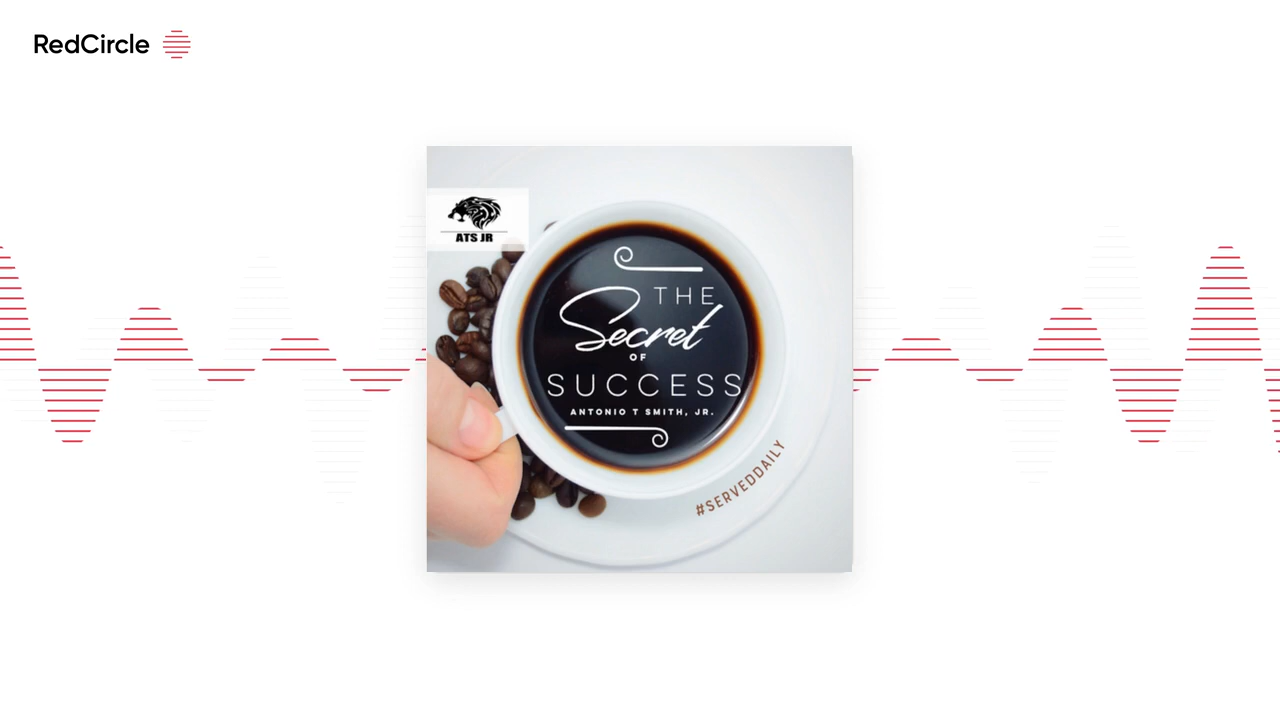 RedCircle
ATS JR
THE
Secret
OF
SUCCESS
ANTONIO T SMITH, JR.
#SERVEDDAILY